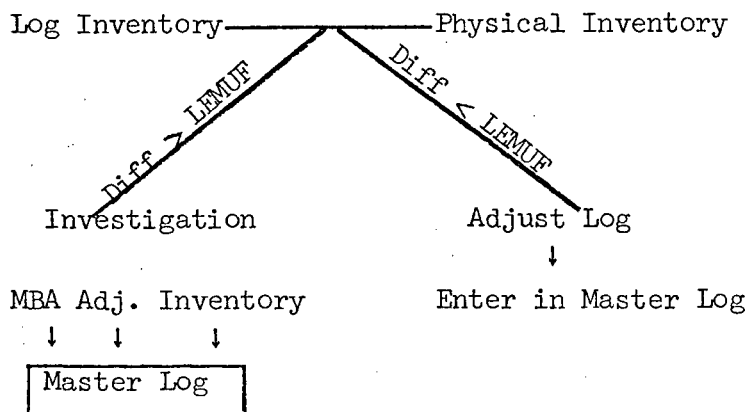 Log Inventory Physical Inventory
Diff > LEMUF Diff < LEMUF
Investigation Adjust Log
↓
MBA Adj. Inventory Enter in Master Log
↓ ↓ ↓
Master Log